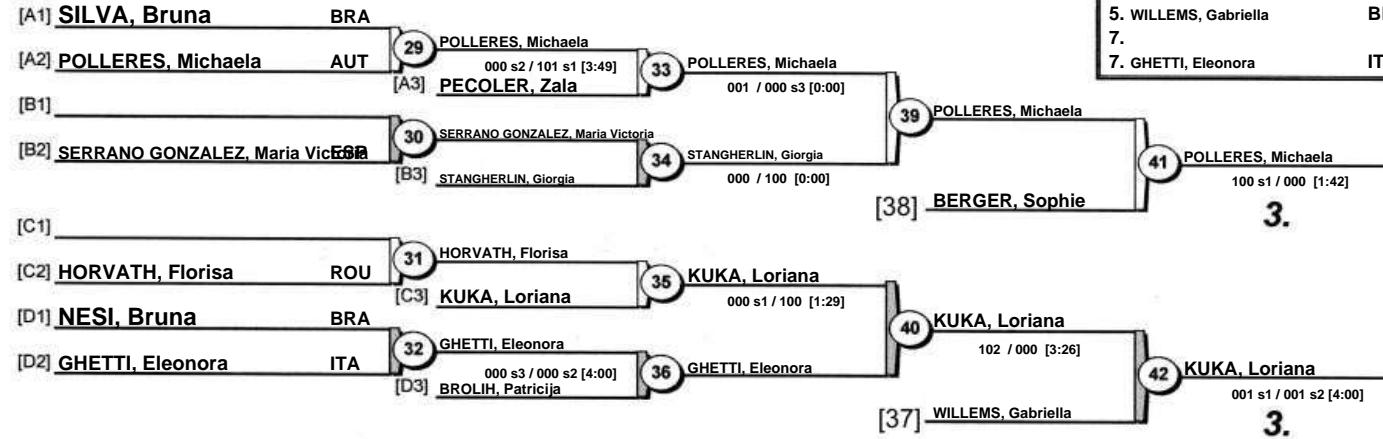 [A1] SILVA, Bruna BRA
[A2] POLLERES, Michaela AUT
29
POLLERES, Michaela
000 s2 / 101 s1 [3:49]
[A3] PECOLER, Zala
33
POLLERES, Michaela
001 / 000 s3 [0:00]
[B1]
[B2] SERRANO GONZALEZ, Maria Victoria ESP
30
SERRANO GONZALEZ, Maria Victoria
[B3] STANGHERLIN, Giorgia
34
STANGHERLIN, Giorgia
000 / 100 [0:00]
39
POLLERES, Michaela
[38] BERGER, Sophie
41
POLLERES, Michaela
100 s1 / 000 [1:42]
3.
[C1]
[C2] HORVATH, Florisa ROU
31
HORVATH, Florisa
[C3] KUKA, Loriana
35
KUKA, Loriana
000 s1 / 100 [1:29]
[D1] NESI, Bruna BRA
[D2] GHETTI, Eleonora ITA
32
GHETTI, Eleonora
000 s3 / 000 s2 [4:00]
[D3] BROLIH, Patricija
36
GHETTI, Eleonora
40
KUKA, Loriana
102 / 000 [3:26]
[37] WILLEMS, Gabriella
42
KUKA, Loriana
001 s1 / 001 s2 [4:00]
3.
5. WILLEMS, Gabriella
7.
7. GHETTI, Eleonora IT